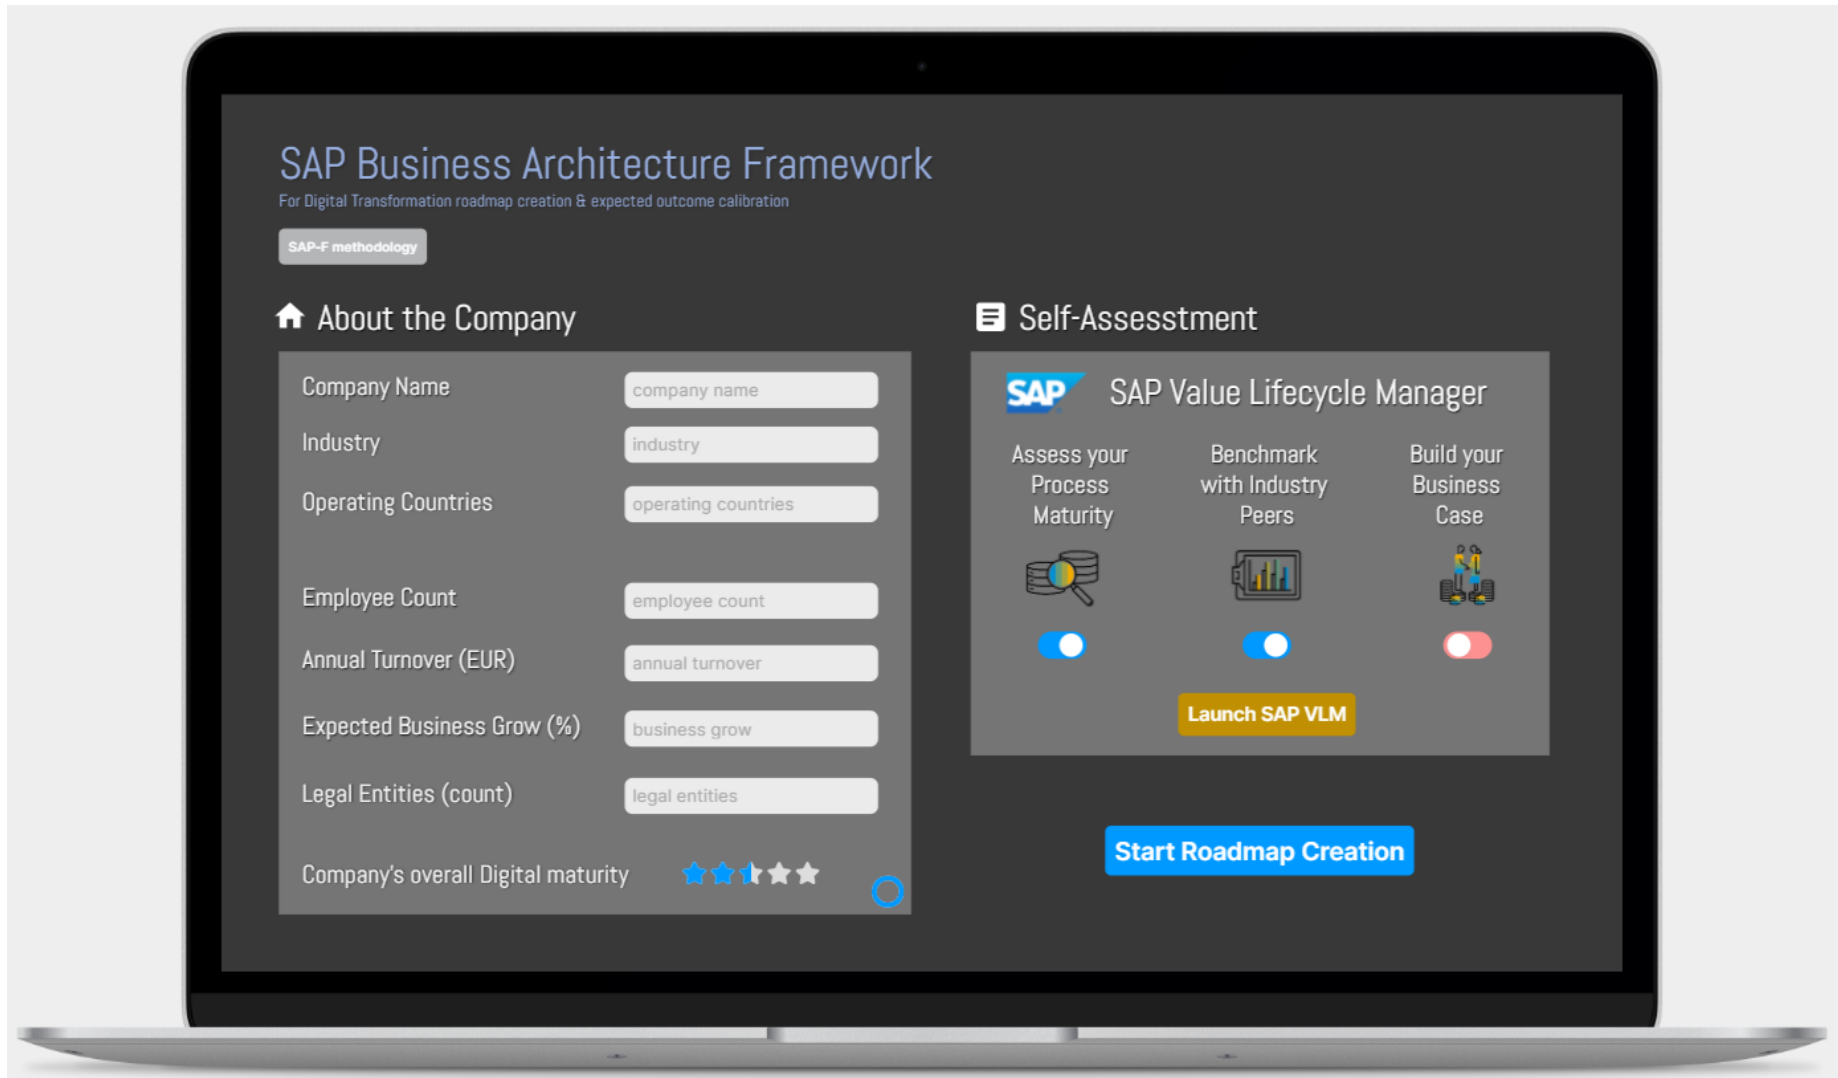 SAP Business Architecture Framework
For Digital Transformation roadmap creation & expected outcome calibration
SAP-F methodology
About the Company
Company Name
company name
Industry
industry
Operating Countries
operating countries
Employee Count
employee count
Annual Turnover (EUR)
annual turnover
Expected Business Grow (%)
business grow
Legal Entities (count)
legal entities
Company's overall Digital maturity
Self-Assesstment
SAP
SAP Value Lifecycle Manager
Assess your
Process
Maturity
Benchmark
with Industry
Peers
Build your
Business
Case
Launch SAP VLM
Start Roadmap Creation